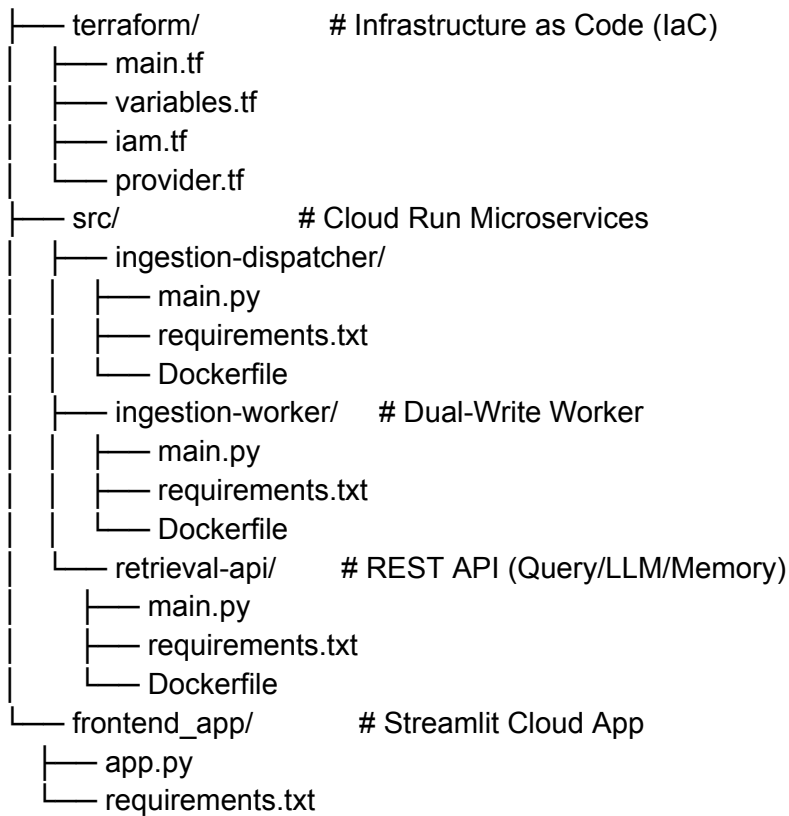 ├── terraform/ # Infrastructure as Code (IaC)
│ ├── main.tf
│ ├── variables.tf
│ ├── iam.tf
│ └── provider.tf
├── src/ # Cloud Run Microservices
│ ├── ingestion-dispatcher/
│ │ ├── main.py
│ │ ├── requirements.txt
│ │ └── Dockerfile
│ ├── ingestion-worker/ # Dual-Write Worker
│ │ ├── main.py
│ │ ├── requirements.txt
│ │ └── Dockerfile
│ └── retrieval-api/ # REST API (Query/LLM/Memory)
│ ├── main.py
│ ├── requirements.txt
│ └── Dockerfile
└── frontend_app/ # Streamlit Cloud App
├── app.py
└── requirements.txt